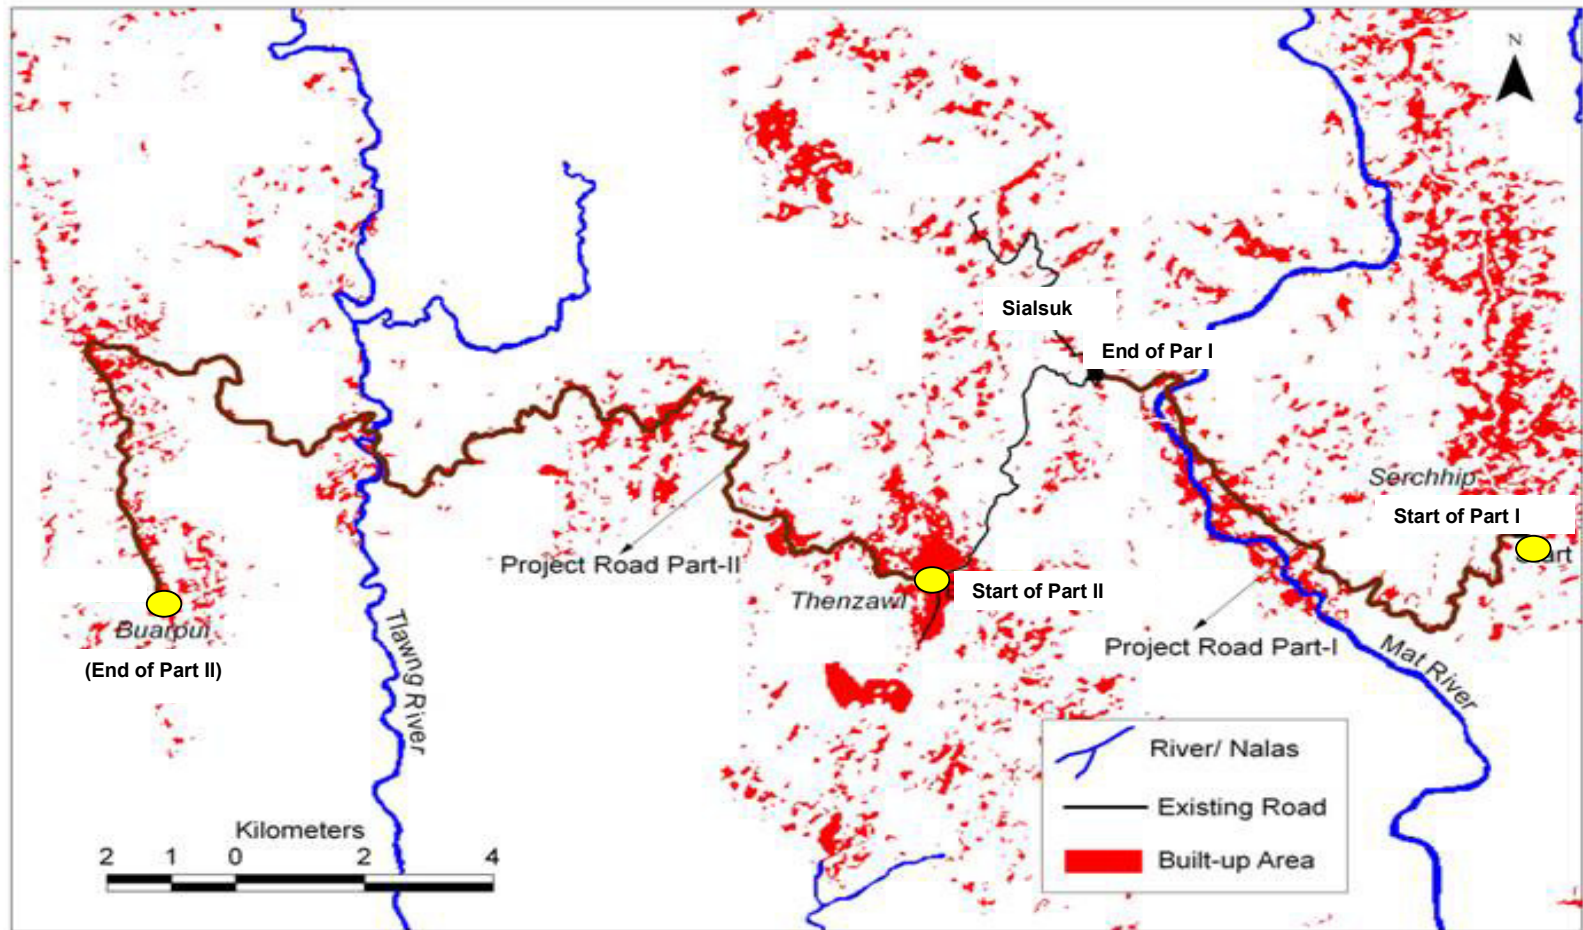 N
Sialsuk
End of Par I
Serchhip
Start of Part I
Project Road Part-II
Thenzawl
Start of Part II
Buarpui
(End of Part II)
Project Road Part-I
Tlawng River
Mat River
River/ Nalas
Existing Road
Built-up Area
Kilometers
2 1 0 2 4